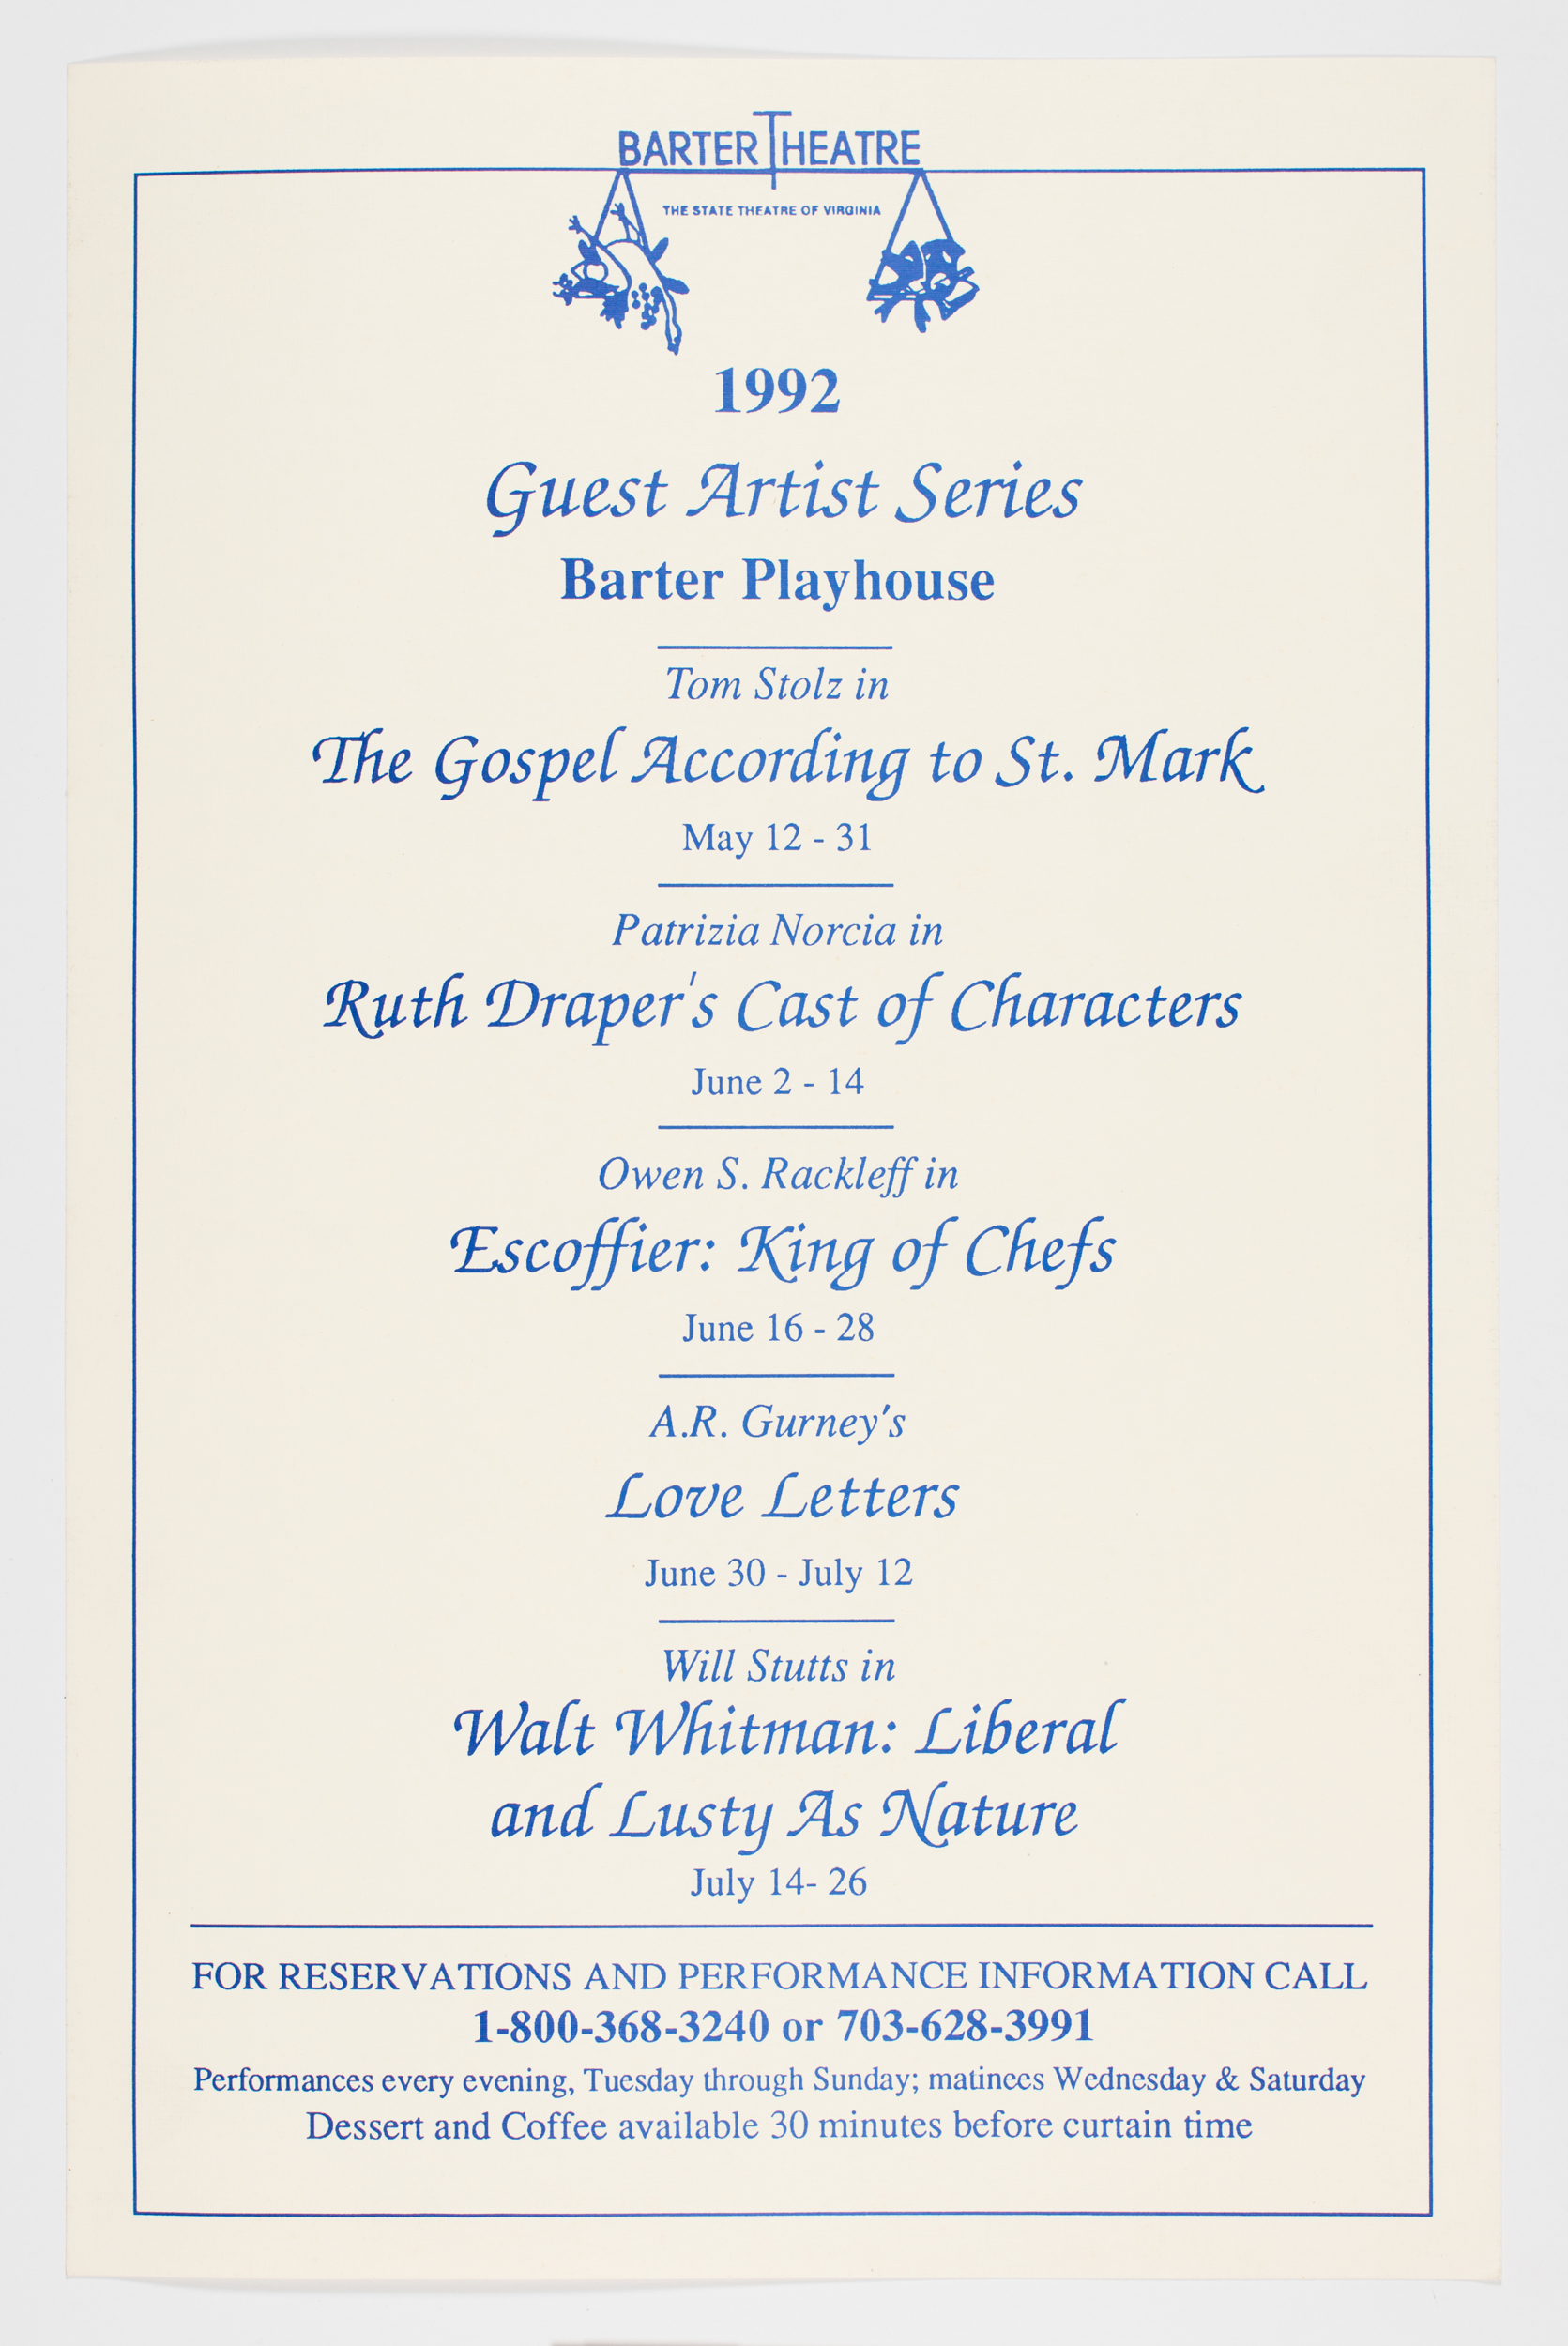 BARTER THEATRE
THE STATE THEATRE OF VIRGINIA
1992
Guest Artist Series
Barter Playhouse
Tom Stolz in
The Gospel According to St. Mark
May 12 - 31
Patrizia Norcia in
Ruth Draper's Cast of Characters
June 2 - 14
Owen S. Rackleff in
Escoffier: King of Chefs
June 16 - 28
A.R. Gurney's
Love Letters
June 30 - July 12
Will Stutts in
Walt Whitman: Liberal
and Lusty As Nature
July 14- 26
FOR RESERVATIONS AND PERFORMANCE INFORMATION CALL
1-800-368-3240 or 703-628-3991
Performances every evening, Tuesday through Sunday; matinees Wednesday & Saturday
Dessert and Coffee available 30 minutes before curtain time